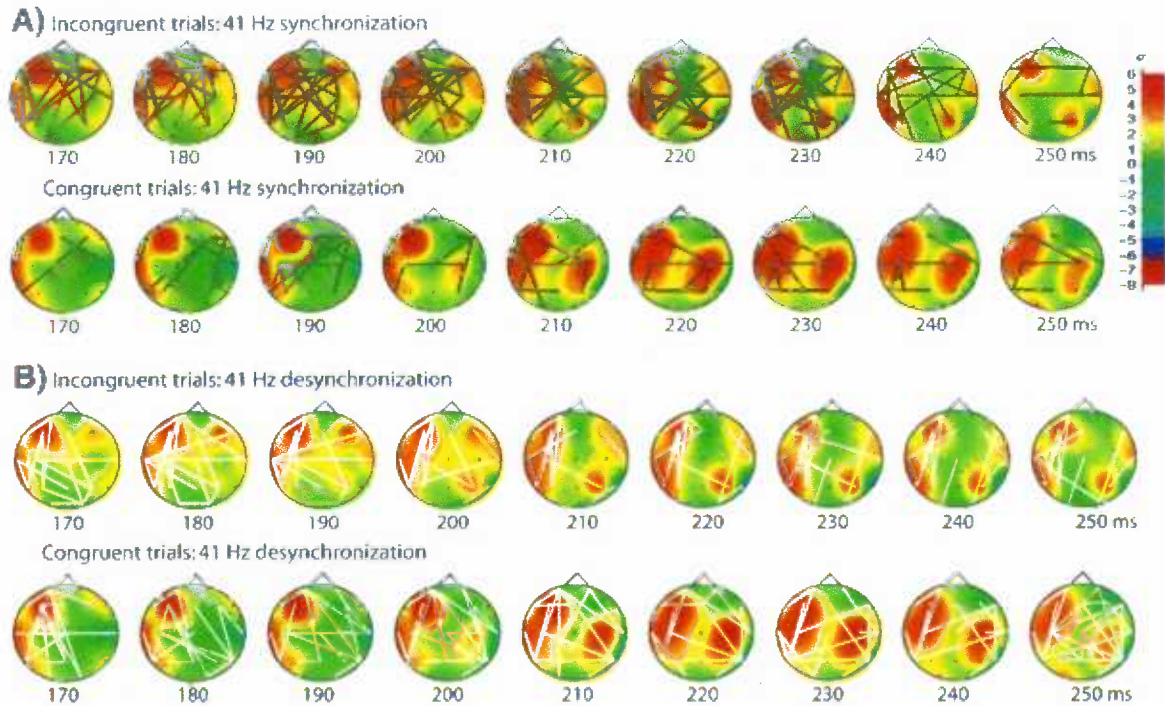 A) Incongruent trials: 41 Hz synchronization
170 180 190 200 210 220 230 240 250 ms
Congruent trials: 41 Hz synchronization
170 180 190 200 210 220 230 240 250 ms
σ
6
5
4
3
2
1
0
-1
-2
-3
-4
-5
-6
-7
-8
B) Incongruent trials: 41 Hz desynchronization
170 180 190 200 210 220 230 240 250 ms
Congruent trials: 41 Hz desynchronization
170 180 190 200 210 220 230 240 250 ms